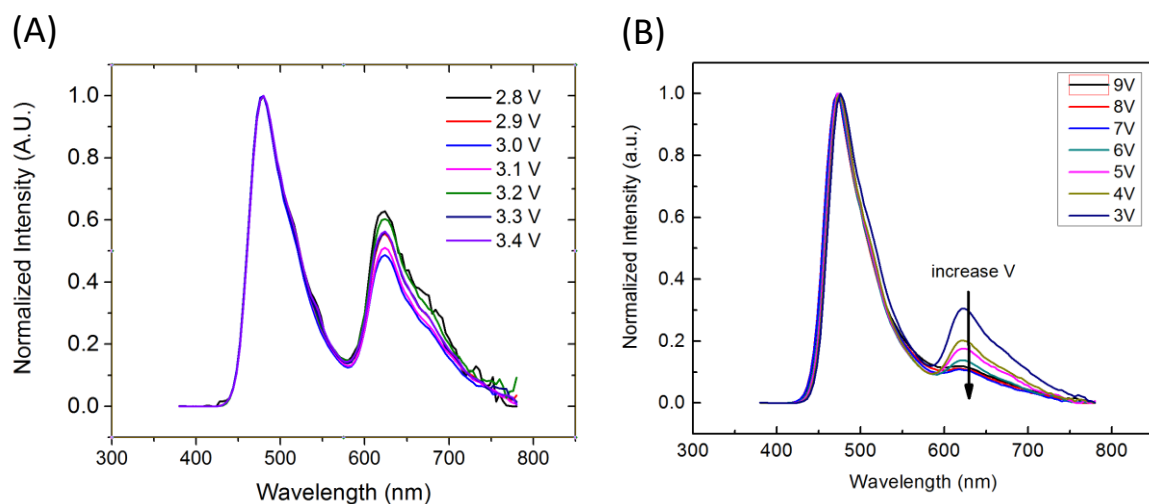 (A)
Normalized Intensity (A.U.)
1.0
0.8
0.6
0.4
0.2
0.0
2.8 V
2.9 V
3.0 V
3.1 V
3.2 V
3.3 V
3.4 V
300 400 500 600 700 800
Wavelength (nm)
(B)
Normalized Intensity (a.u.)
1.0
0.8
0.6
0.4
0.2
0.0
9V
8V
7V
6V
5V
4V
3V
increase V
300 400 500 600 700 800
Wavelength (nm)